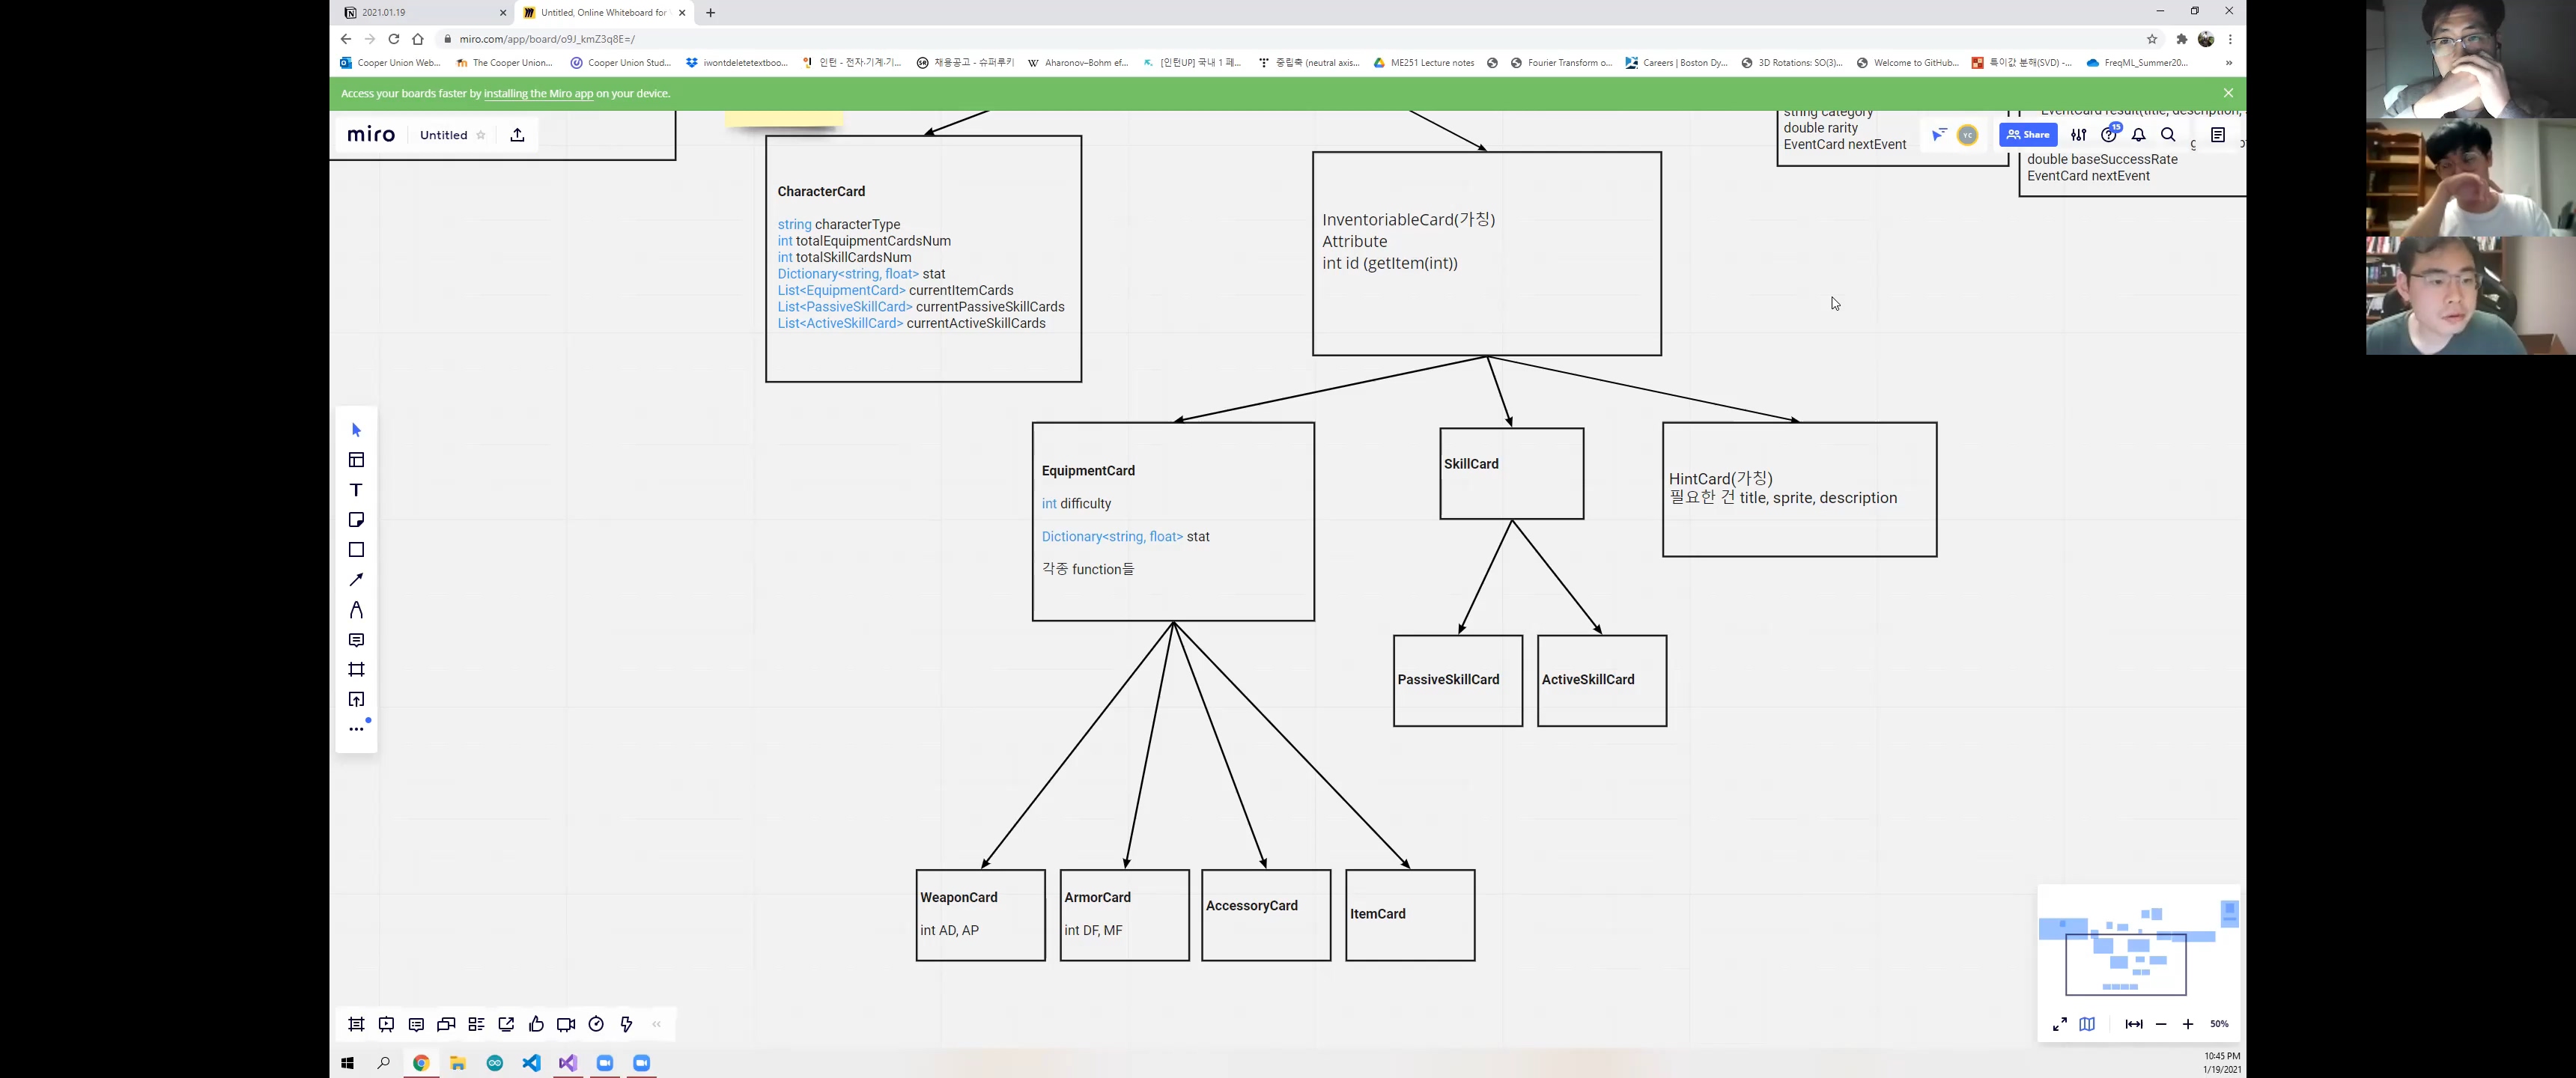 2021.01.19
Untitled, Online Whiteboard for
miro.com/app/board/o9J_kmZ3q8E=/
Cooper Union Web...
The Cooper Union...
Cooper Union Stud...
iwontdeletetextboo...
인턴 - 전자·기계·기...
채용공고 - 슈퍼루키
Aharonov–Bohm ef...
[인턴UP] 국내 1 페...
중립축 (neutral axis...
ME251 Lecture notes
Fourier Transform o...
Careers | Boston Dy...
3D Rotations: SO(3)...
Welcome to GitHub...
특이값 분해(SVD) -...
FreqML_Summer20...
Access your boards faster by installing the Miro app on your device.
miro
Untitled
YC
Share
15
string category
double rarity
EventCard nextEvent
EventCard result(title, description,
double baseSuccessRate
EventCard nextEvent
CharacterCard
string characterType
int totalEquipmentCardsNum
int totalSkillCardsNum
Dictionary<string, float> stat
List<EquipmentCard> currentItemCards
List<PassiveSkillCard> currentPassiveSkillCards
List<ActiveSkillCard> currentActiveSkillCards
InventoriableCard(가칭)
Attribute
int id (getItem(int))
EquipmentCard
int difficulty
Dictionary<string, float> stat
각종 function들
SkillCard
HintCard(가칭)
필요한 건 title, sprite, description
PassiveSkillCard
ActiveSkillCard
WeaponCard
int AD, AP
ArmorCard
int DF, MF
AccessoryCard
ItemCard
50%
10:45 PM
1/19/2021